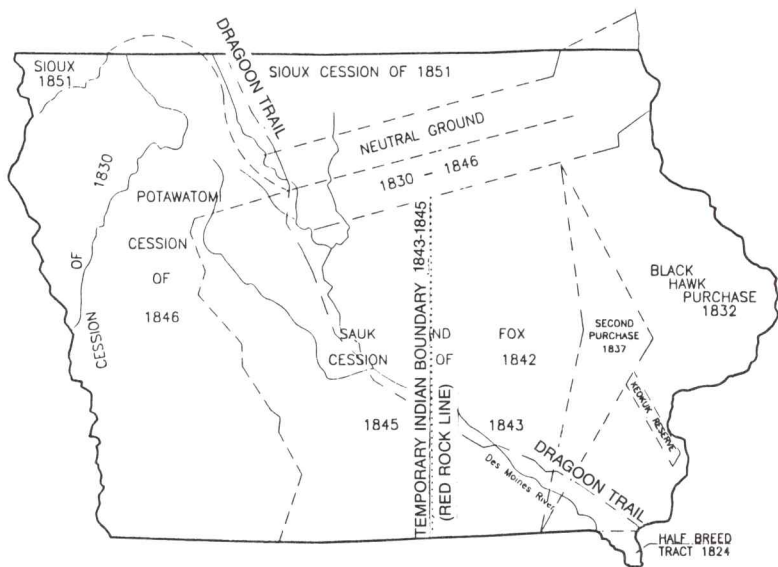 DRAGOON TRAIL
SIOUX
1851
SIOUX CESSION OF 1851
NEUTRAL GROUND
1830 - 1846
CESSION OF 1830
POTAWATOMI
CESSION
OF
1846
TEMPORARY INDIAN BOUNDARY 1843-1845
(RED ROCK LINE)
BLACK
HAWK
PURCHASE
1832
SECOND
PURCHASE
1837
SAUK ND FOX
CESSION OF 1842
KEOKUK RESERVE
1845
1843
DRAGOON TRAIL
Des Moines River
HALF BREED
TRACT 1824